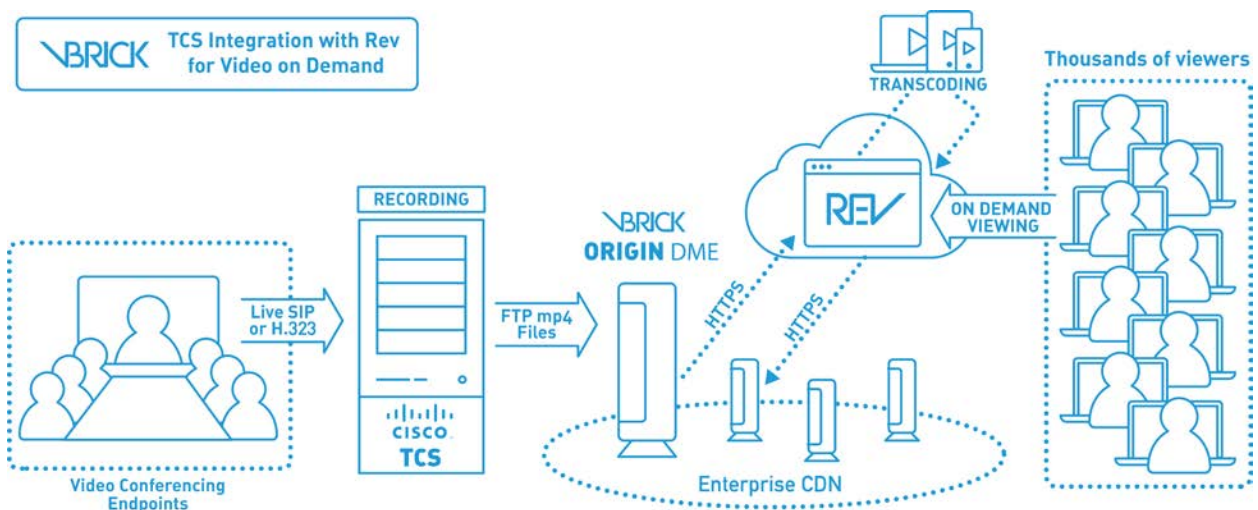 VBRICK
TCS Integration with Rev
for Video on Demand
TRANSCODING
Thousands of viewers
RECORDING
REV
ON DEMAND
VIEWING
VBRICK
ORIGIN DME
Live SIP
or H.323
FTP mp4
Files
HTTPS
HTTPS
CISCO
TCS
Enterprise CDN
Video Conferencing
Endpoints